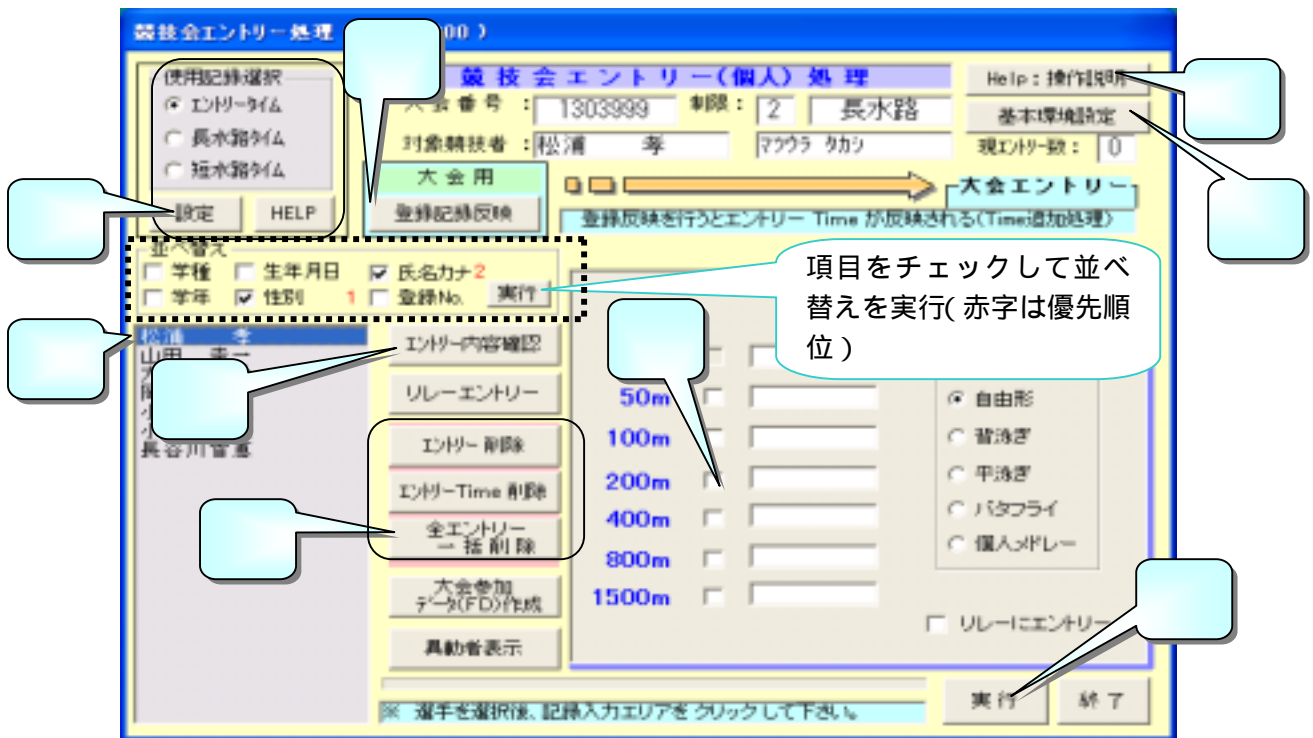 競技会エントリー処理
00 )
使用記録選択
エントリータイム
長水路タイム
短水路タイム
設定 HELP
競技会エントリー(個人)処理
大会番号 : 1303999 制限 : 2 長水路
対象競技者 : 松浦 孝 マツウラ タカシ
Help : 操作説明
基本環境設定
現エントリー数 : 0
大会用
登録記録反映
大会エントリー
登録反映を行うとエントリー Time が反映される(Time追加処理)
並べ替え
学種 生年月日 氏名カナ 2
学年 性別 1 登録No. 実行
項目をチェックして並べ
替えを実行(赤字は優先順
位)
松浦 孝
山田
長谷川
エントリー内容確認
リレーエントリー
エントリー 削除
エントリーTime 削除
全エントリー
一括削除
大会参加
データ(FD)作成
異動者表示
50m
100m
200m
400m
800m
1500m
自由形
背泳ぎ
平泳ぎ
バタフライ
個人メドレー
リレーにエントリー
※ 選手を選択後、記録入力エリアをクリックして下さい。
実行 終了